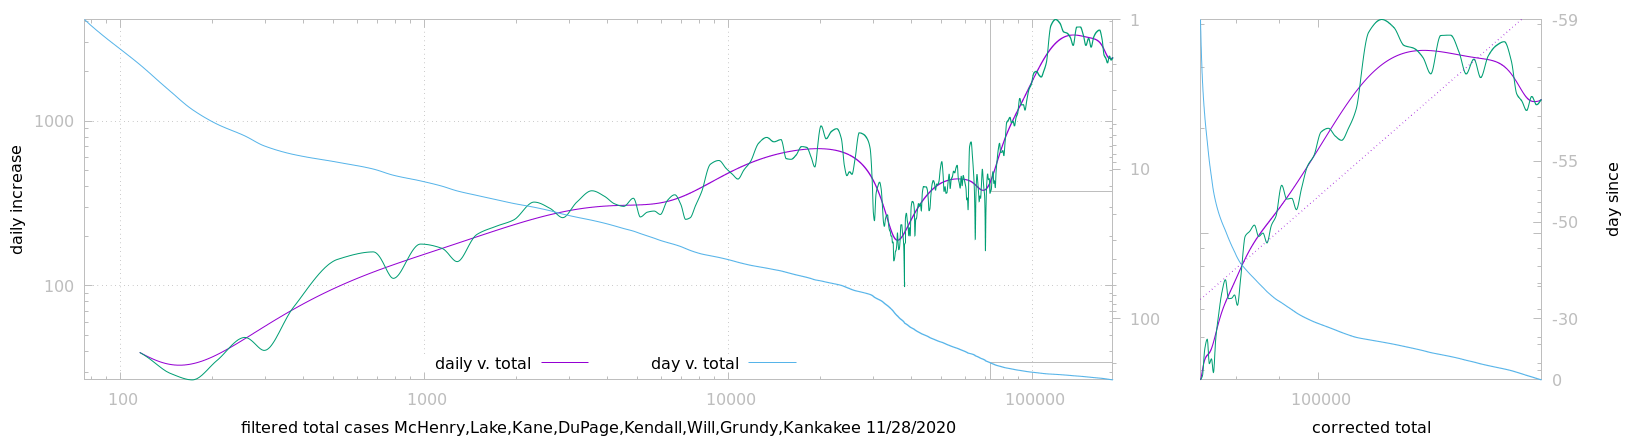 1
-59
1000
10
-55
daily increase
-50
day since
100
100
-30
daily v. total
day v. total
0
100
1000
10000
100000
100000
filtered total cases McHenry,Lake,Kane,DuPage,Kendall,Will,Grundy,Kankakee 11/28/2020
corrected total